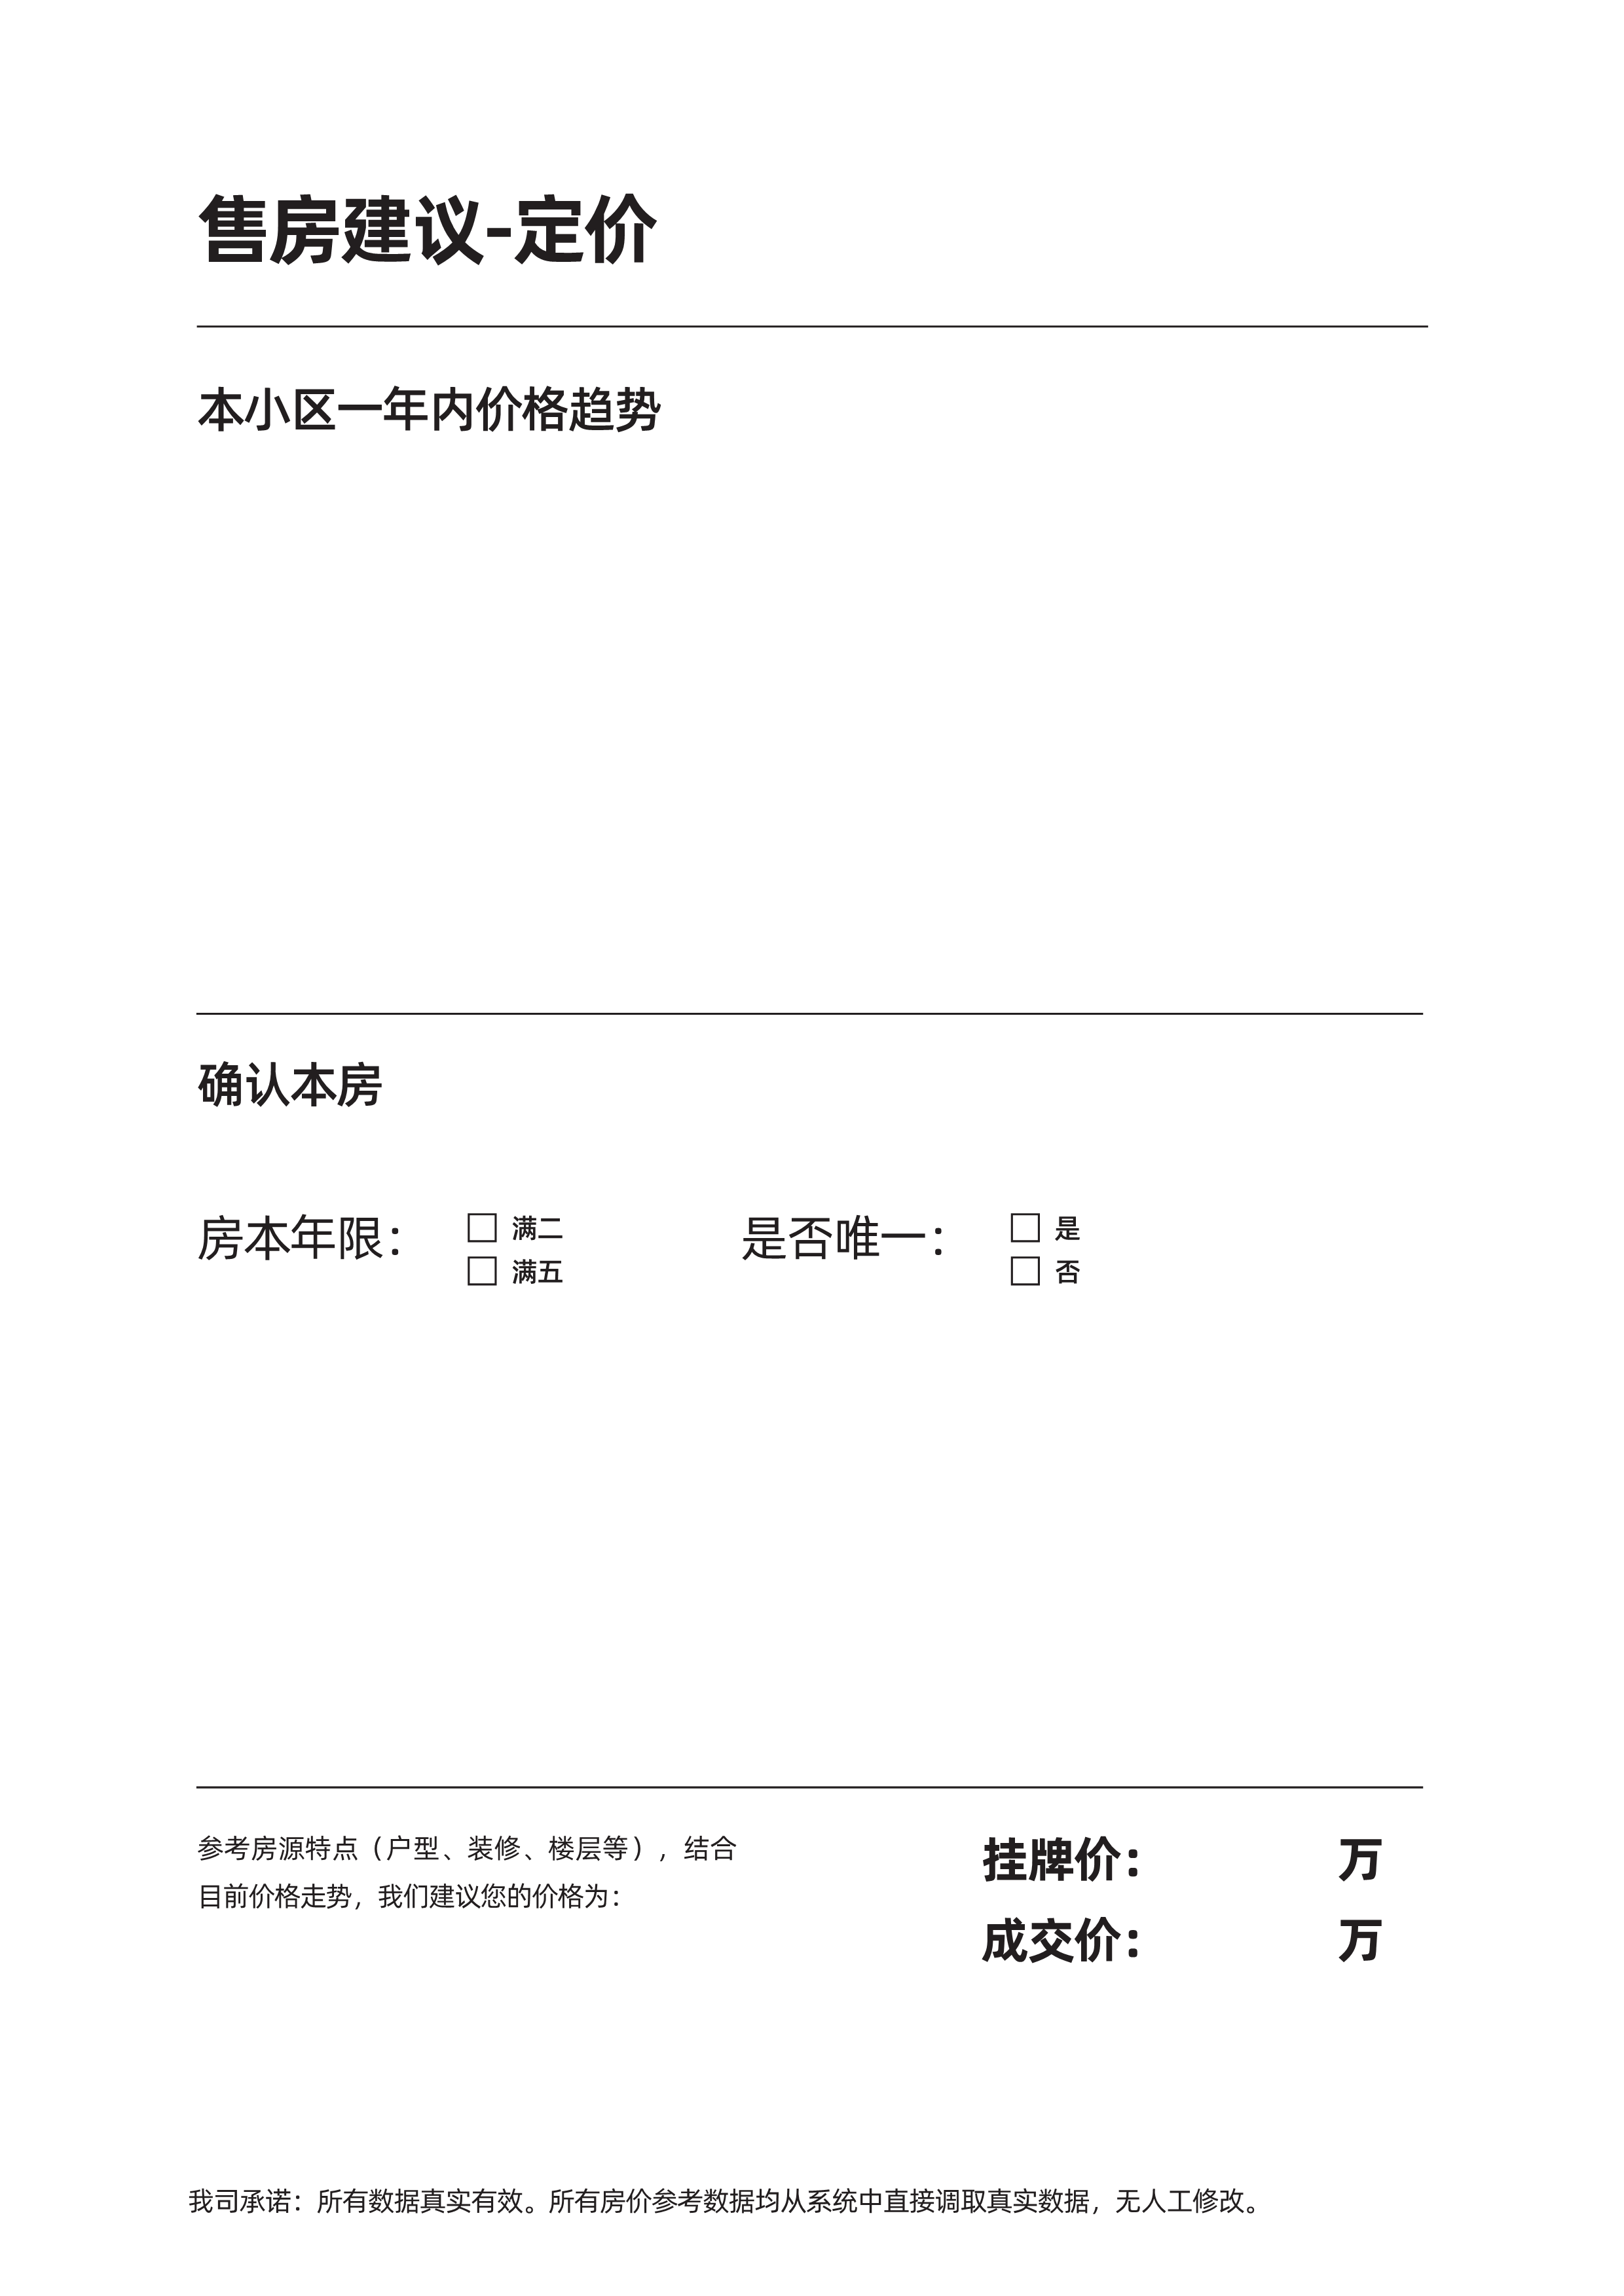 售房建议-定价
本小区一年内价格趋势
确认本房
房本年限：
满二
满五
是否唯一：
是
否
参考房源特点（户型、装修、楼层等），结合
目前价格走势，我们建议您的价格为：
挂牌价： 万
成交价： 万
我司承诺：所有数据真实有效。所有房价参考数据均从系统中直接调取真实数据，无人工修改。